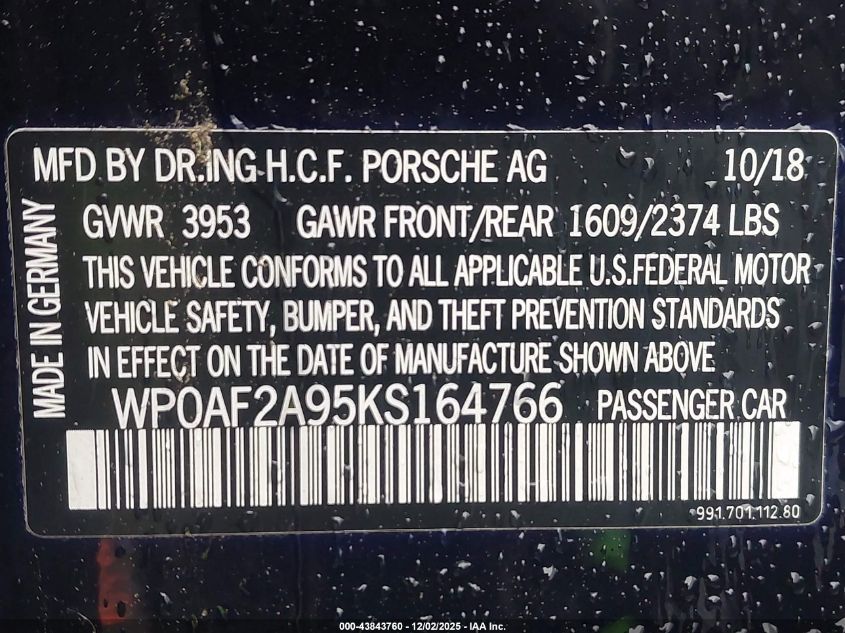 MFD BY DR.ING H.C.F. PORSCHE AG 10/18
GVWR 3953 GAWR FRONT/REAR 1609/2374 LBS
THIS VEHICLE CONFORMS TO ALL APPLICABLE U.S.FEDERAL MOTOR
VEHICLE SAFETY, BUMPER, AND THEFT PREVENTION STANDARDS
IN EFFECT ON THE DATE OF MANUFACTURE SHOWN ABOVE
WP0AF2A95KS164766 PASSENGER CAR
991.701.112.80
MADE IN GERMANY
000-43843760 - 12/02/2025 - IAA Inc.